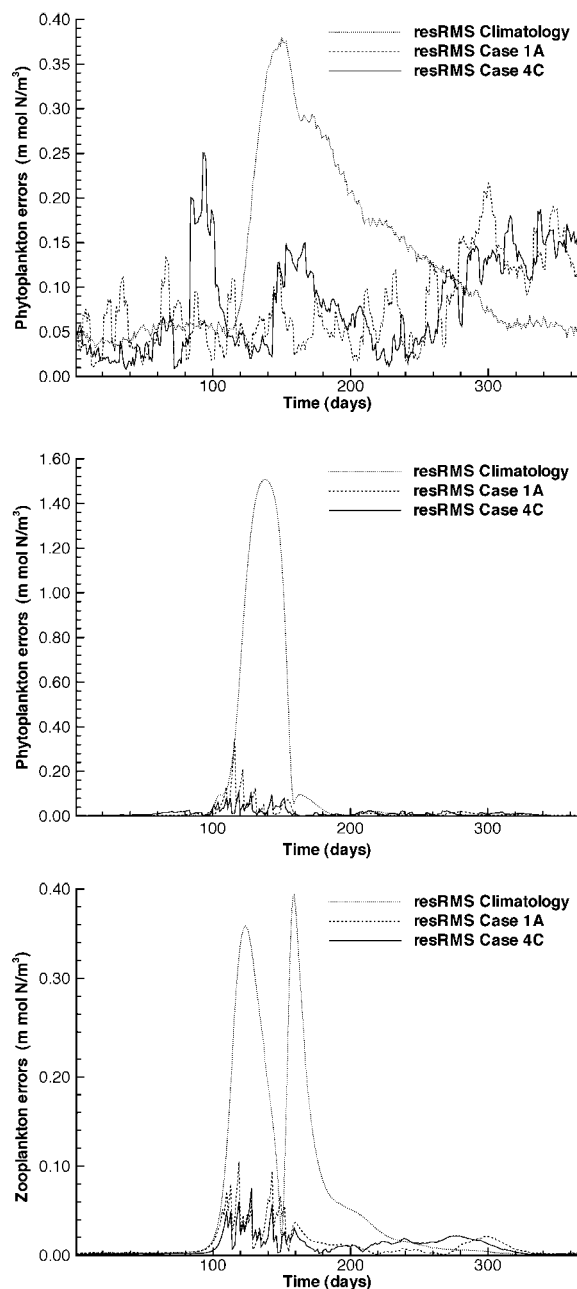 resRMS Climatology
resRMS Case 1A
resRMS Case 4C
Phytoplankton errors (m mol N/m³)
0.40
0.35
0.30
0.25
0.20
0.15
0.10
0.05
0.00
100
200
300
Time (days)
resRMS Climatology
resRMS Case 1A
resRMS Case 4C
Phytoplankton errors (m mol N/m³)
1.60
1.40
1.20
1.00
0.80
0.60
0.40
0.20
0.00
100
200
300
Time (days)
resRMS Climatology
resRMS Case 1A
resRMS Case 4C
Zooplankton errors (m mol N/m³)
0.40
0.30
0.20
0.10
0.00
100
200
300
Time (days)